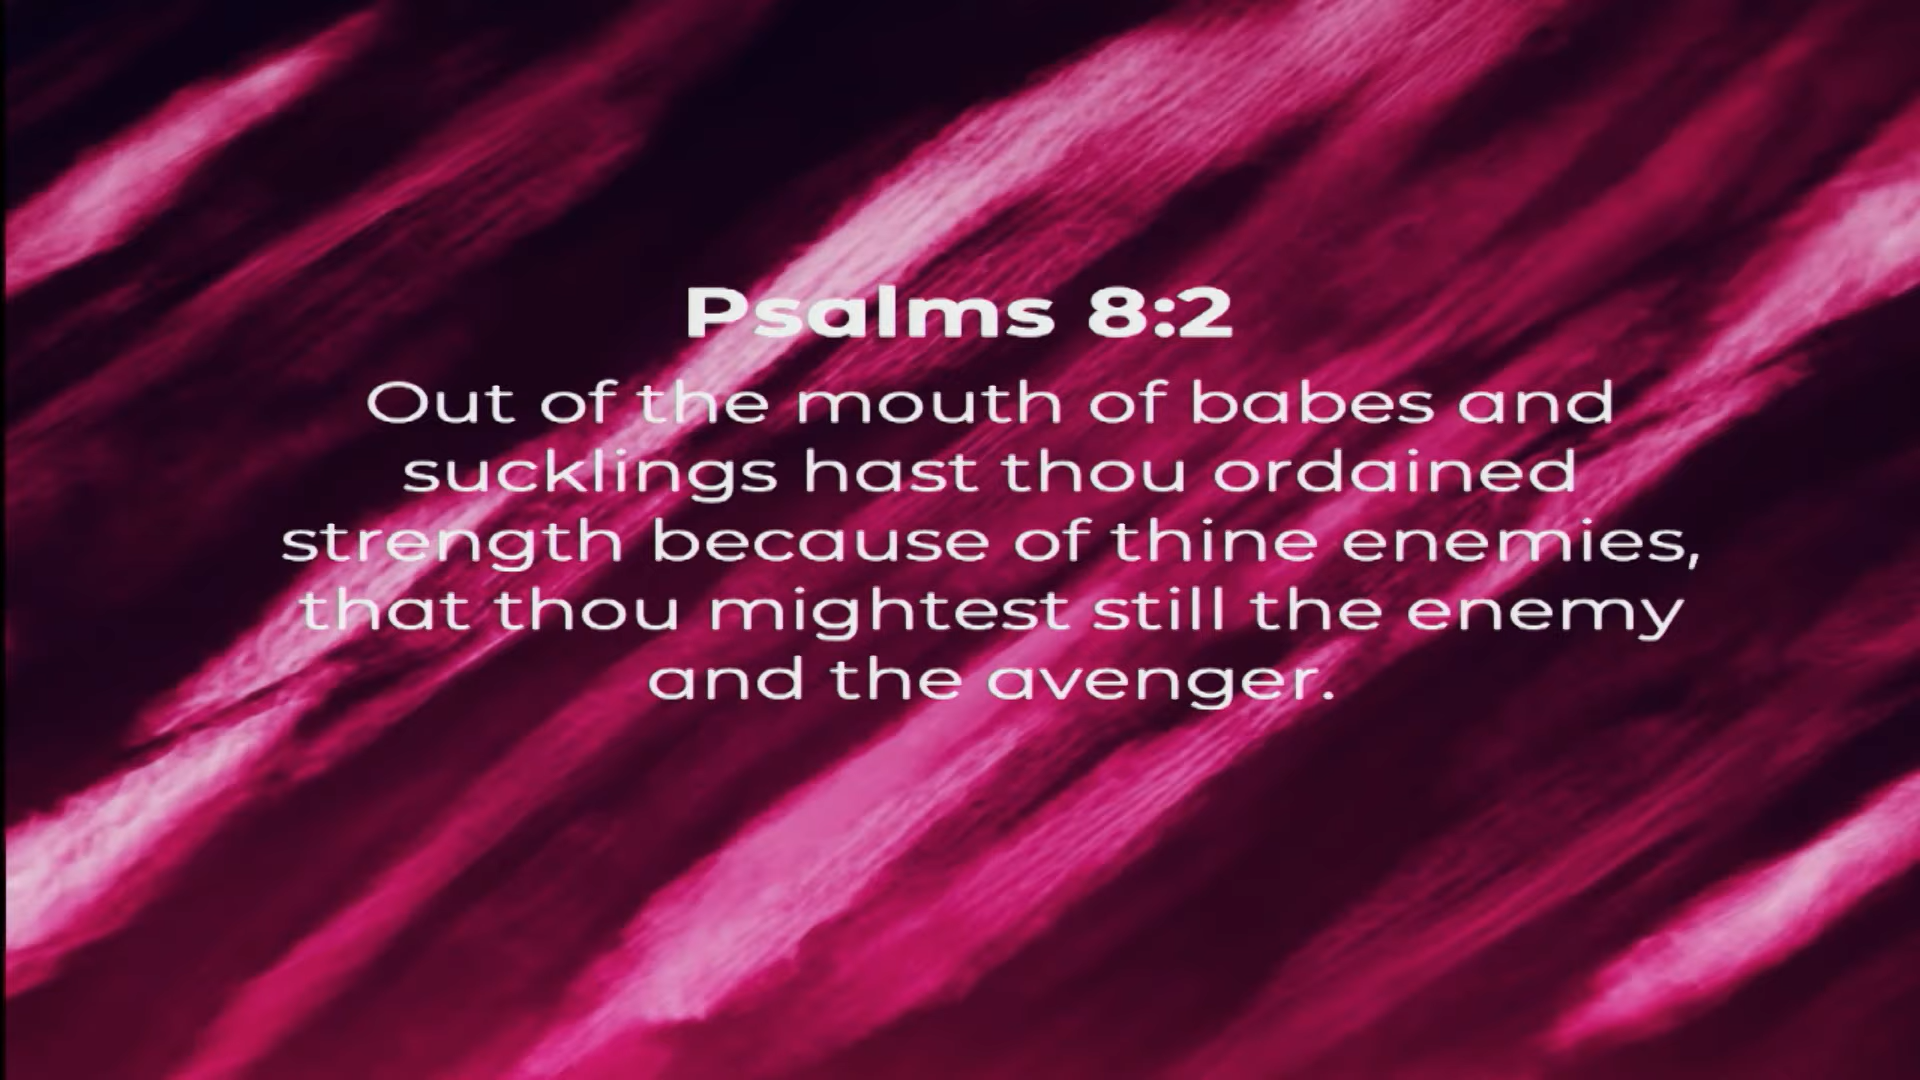 Psalms 8:2
Out of the mouth of babes and
sucklings hast thou ordained
strength because of thine enemies,
that thou mightest still the enemy
and the avenger.